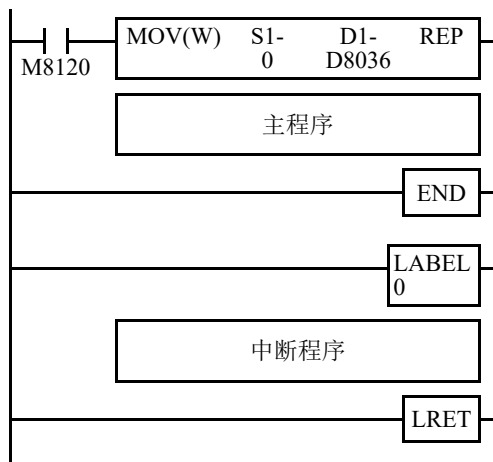 MOV(W) S1- D1- REP
M8120 0 D8036
主程序
END
LABEL
0
中断程序
LRET